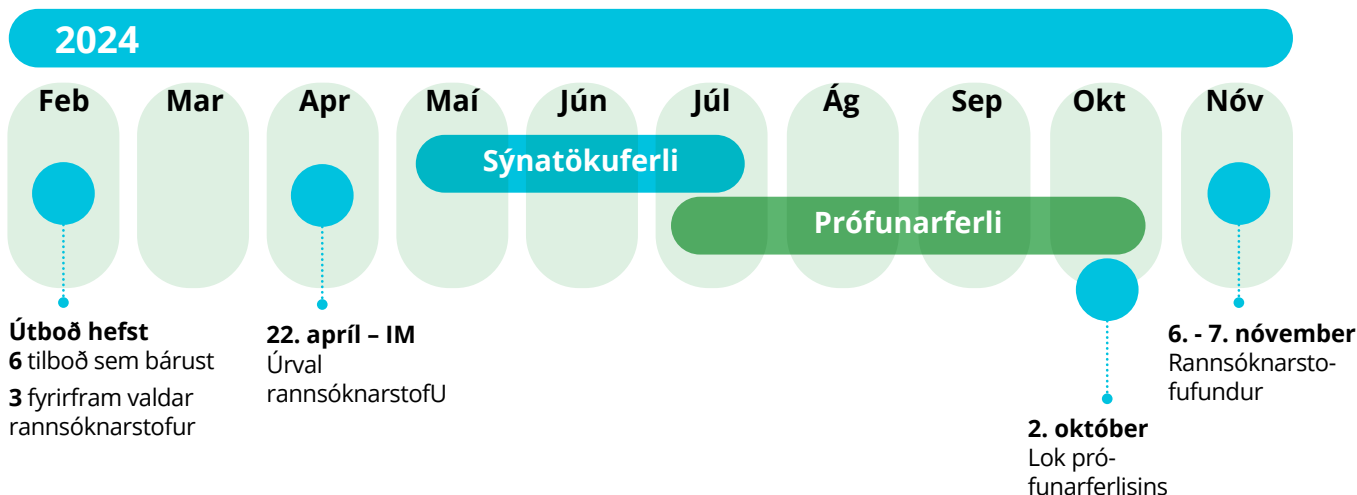 2024
Feb Mar Apr Maí Jún Júl Ág Sep Okt Nóv
Sýnatökuferli
Prófunarferli
Útboð hefst
6 tilboð sem bárust
3 fyrirfram valdar
rannsóknarstofur
22. apríl – IM
Úrval
rannsóknarstofU
2. október
Lok pró-
funarferlisins
6. - 7. nóvember
Rannsóknarsto-
fufundur